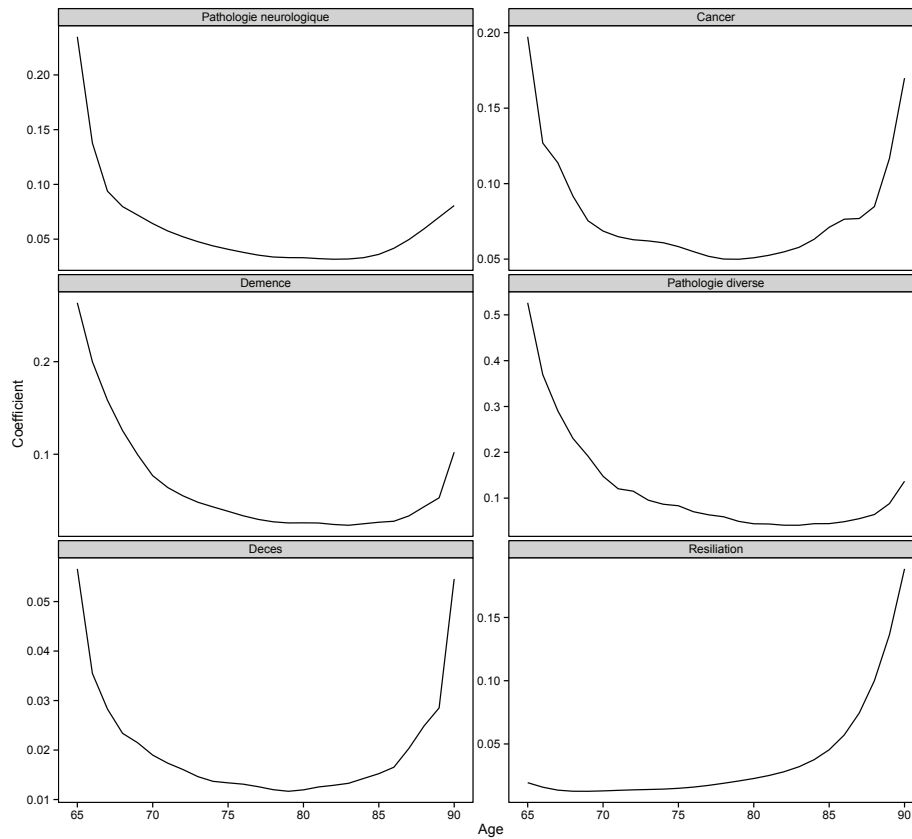 Pathologie neurologique
Cancer
0.20
0.15
0.10
0.05
0.20
0.15
0.10
0.05
Demence
Pathologie diverse
Coefficient
0.2
0.1
0.5
0.4
0.3
0.2
0.1
Deces
Resiliation
0.05
0.04
0.03
0.02
0.01
0.15
0.10
0.05
65 70 75 80 85 90
65 70 75 80 85 90
Age